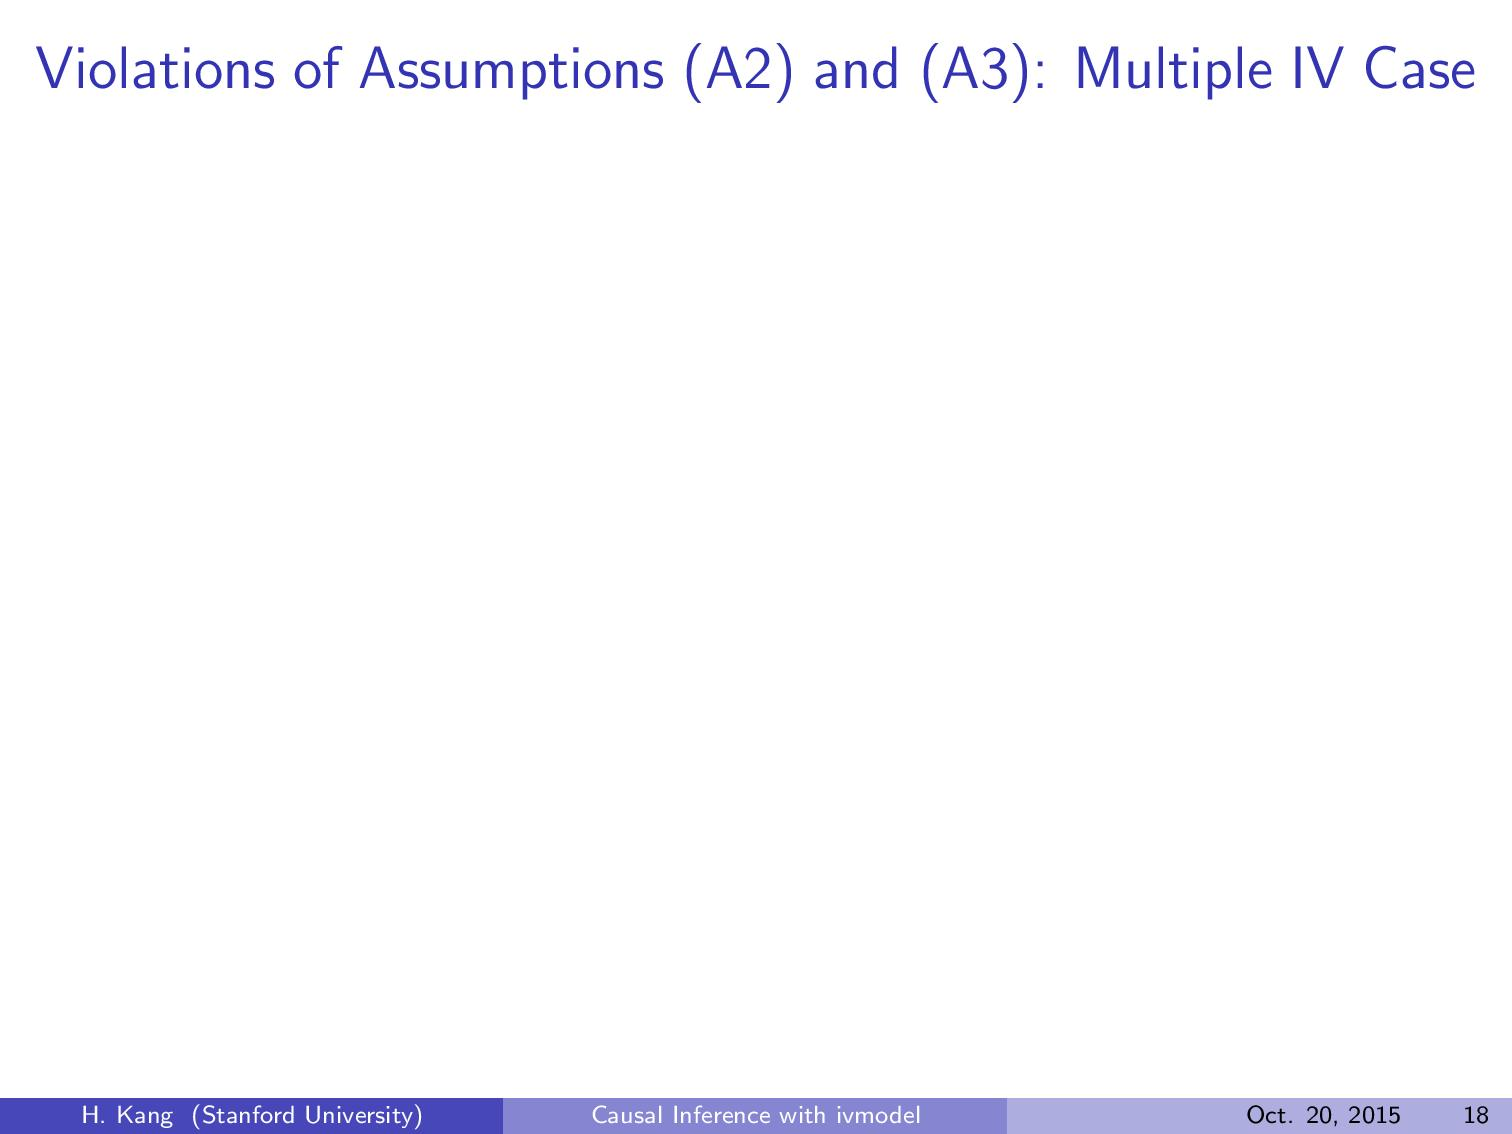 Violations of Assumptions (A2) and (A3): Multiple IV Case
H. Kang (Stanford University) Causal Inference with ivmodel Oct. 20, 2015 18